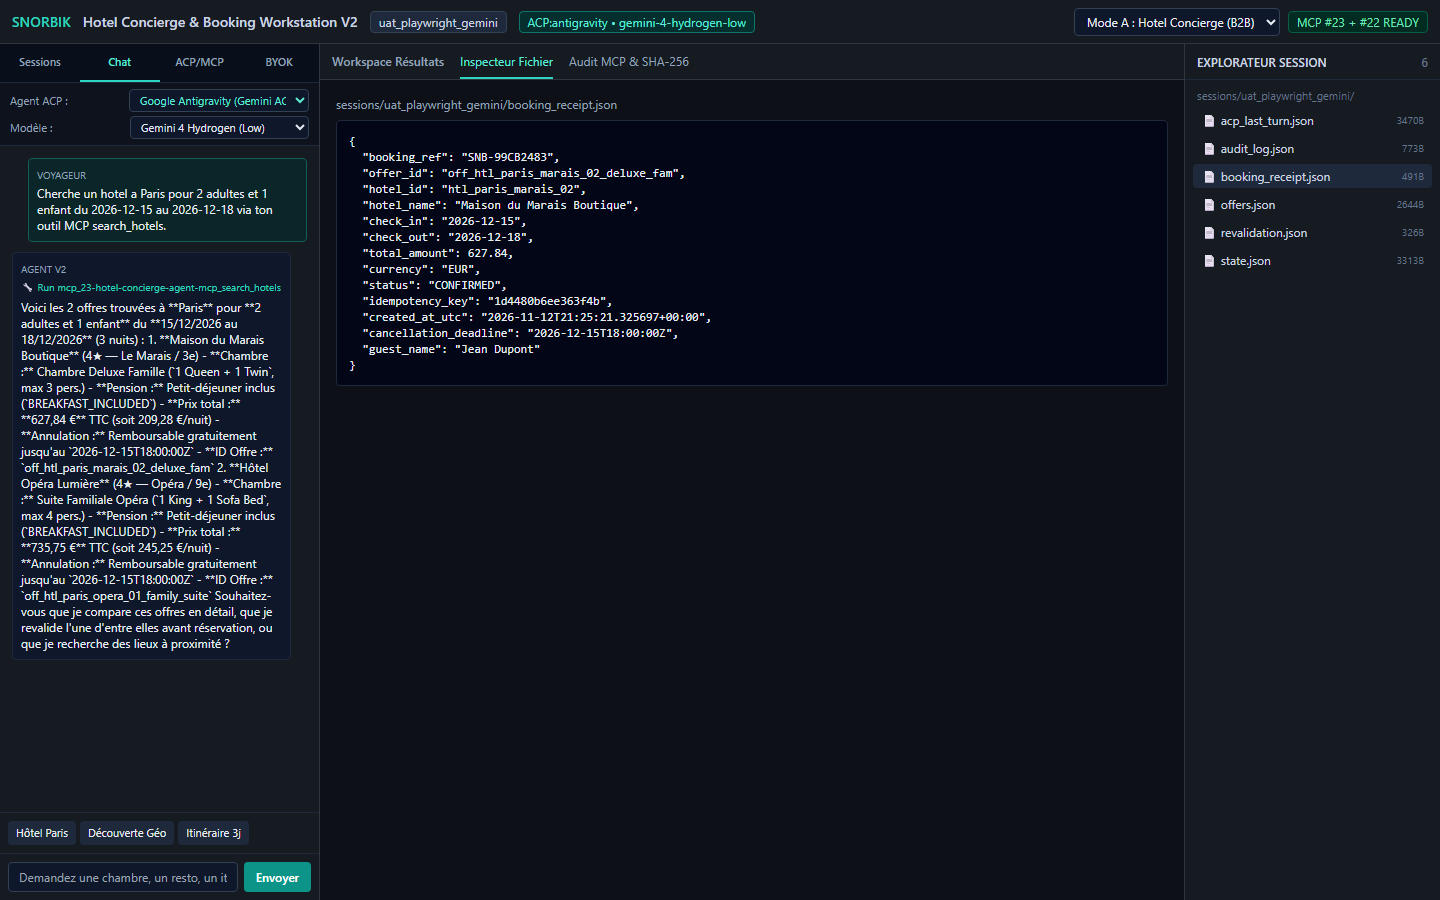 SNORBIK Hotel Concierge & Booking Workstation V2 uat_playwright_gemini ACP:antigravity • gemini-4-hydrogen-low Mode A : Hotel Concierge (B2B) MCP #23 + #22 READY
Sessions Chat ACP/MCP BYOK
Agent ACP : Google Antigravity (Gemini AC
Modèle : Gemini 4 Hydrogen (Low)
VOYAGEUR
Cherche un hotel a Paris pour 2 adultes et 1
enfant du 2026-12-15 au 2026-12-18 via ton
outil MCP search_hotels.
AGENT V2
Run mcp_23-hotel-concierge-agent-mcp_search_hotels
Voici les 2 offres trouvées à **Paris** pour **2
adultes et 1 enfant** du **15/12/2026 au
18/12/2026** (3 nuits) : 1. **Maison du Marais
Boutique** (4★ — Le Marais / 3e) - **Chambre
:** Chambre Deluxe Famille (`1 Queen + 1 Twin`,
max 3 pers.) - **Pension :** Petit-déjeuner inclus
(`BREAKFAST_INCLUDED`) - **Prix total :**
**627,84 €** TTC (soit 209,28 €/nuit) -
**Annulation :** Remboursable gratuitement
jusqu'au `2026-12-15T18:00:00Z` - **ID Offre :**
`off_htl_paris_marais_02_deluxe_fam` 2. **Hôtel
Opéra Lumière** (4★ — Opéra / 9e) - **Chambre
:** Suite Familiale Opéra (`1 King + 1 Sofa Bed`,
max 4 pers.) - **Pension :** Petit-déjeuner inclus
(`BREAKFAST_INCLUDED`) - **Prix total :**
**735,75 €** TTC (soit 245,25 €/nuit) -
**Annulation :** Remboursable gratuitement
jusqu'au `2026-12-15T18:00:00Z` - **ID Offre :**
`off_htl_paris_opera_01_family_suite` Souhaitez-
vous que je compare ces offres en détail, que je
revalide l'une d'entre elles avant réservation, ou
que je recherche des lieux à proximité ?
Hôtel Paris Découverte Géo Itinéraire 3j
Demandez une chambre, un resto, un it Envoyer
Workspace Résultats Inspecteur Fichier Audit MCP & SHA-256
sessions/uat_playwright_gemini/booking_receipt.json
{
"booking_ref": "SNB-99CB2483",
"offer_id": "off_htl_paris_marais_02_deluxe_fam",
"hotel_id": "htl_paris_marais_02",
"hotel_name": "Maison du Marais Boutique",
"check_in": "2026-12-15",
"check_out": "2026-12-18",
"total_amount": 627.84,
"currency": "EUR",
"status": "CONFIRMED",
"idempotency_key": "1d4480b6ee363f4b",
"created_at_utc": "2026-11-12T21:25:21.325697+00:00",
"cancellation_deadline": "2026-12-15T18:00:00Z",
"guest_name": "Jean Dupont"
}
EXPLORATEUR SESSION 6
sessions/uat_playwright_gemini/
acp_last_turn.json 3470B
audit_log.json 773B
booking_receipt.json 491B
offers.json 2644B
revalidation.json 326B
state.json 3313B